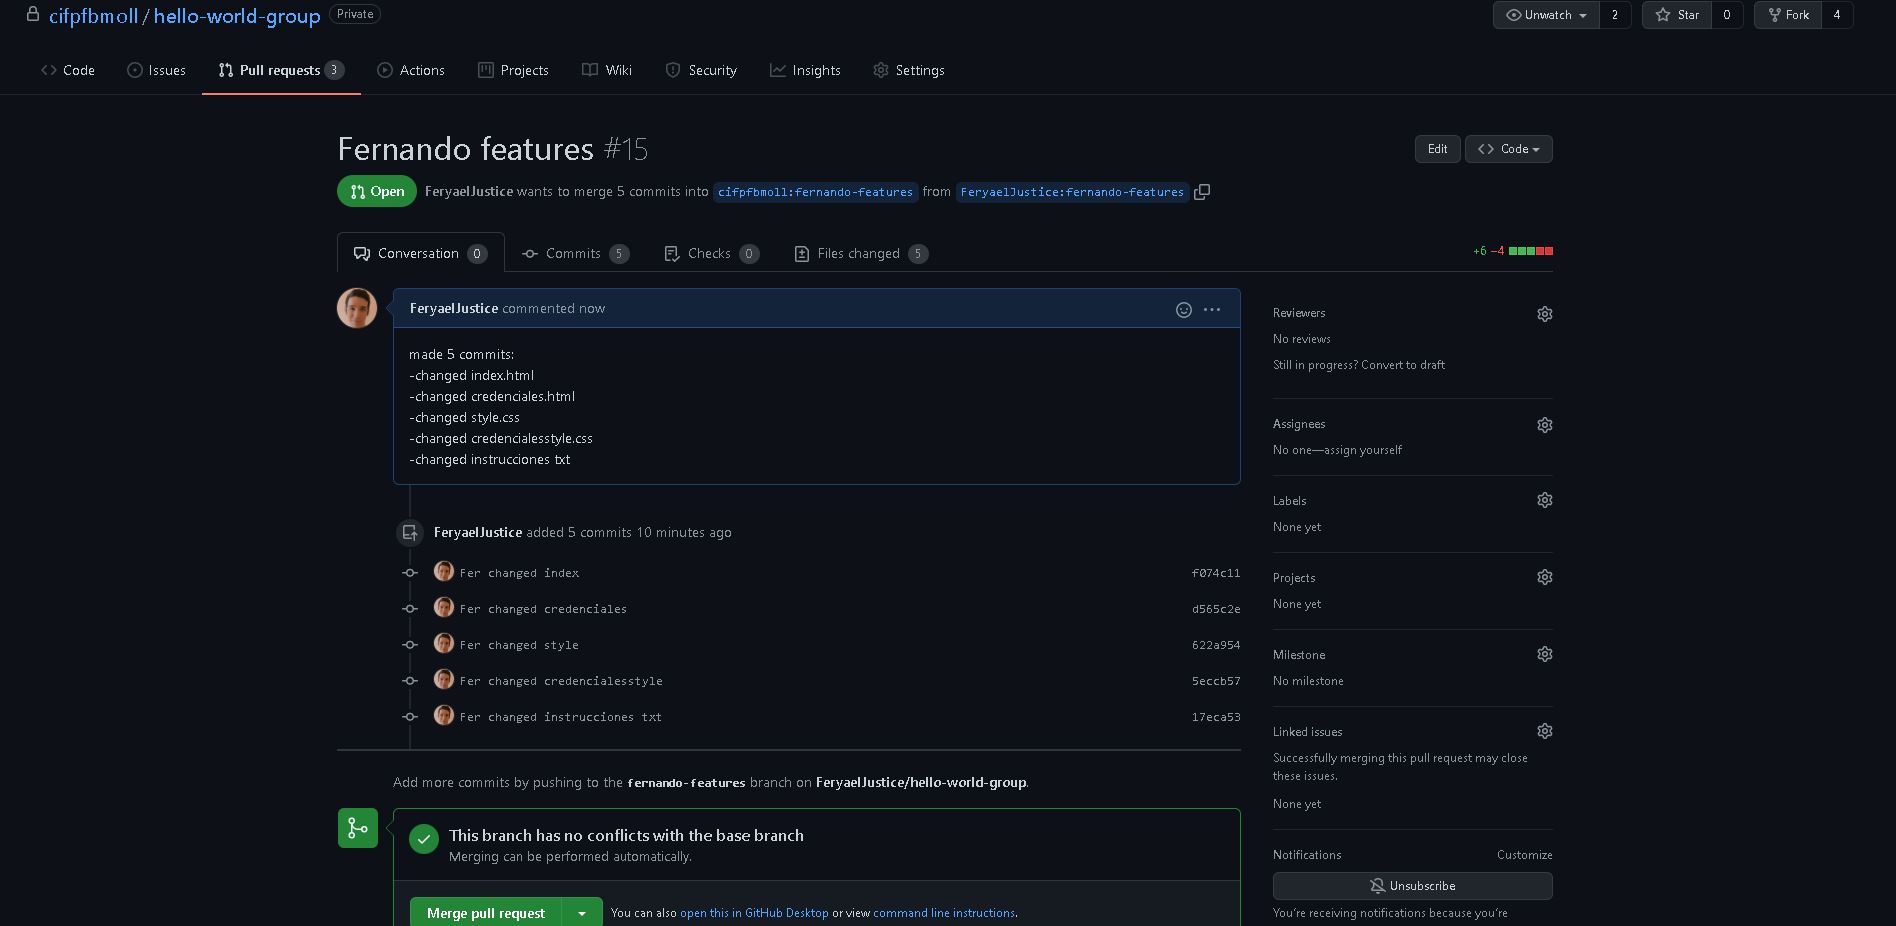 cifpfbmoll / hello-world-group Private
Unwatch 2 Star 0 Fork 4
Code Issues Pull requests 3 Actions Projects Wiki Security Insights Settings
Fernando features #15
Edit Code
Open FeryaelJustice wants to merge 5 commits into cifpfbmoll:fernando-features from FeryaelJustice:fernando-features
Conversation 0 Commits 5 Checks 0 Files changed 5
+6 −4
FeryaelJustice commented now
made 5 commits:
-changed index.html
-changed credenciales.html
-changed style.css
-changed credencialesstyle.css
-changed instrucciones txt
FeryaelJustice added 5 commits 10 minutes ago
Fer changed index f074c11
Fer changed credenciales d565c2e
Fer changed style 622a954
Fer changed credencialesstyle 5eccb57
Fer changed instrucciones txt 17eca53
Add more commits by pushing to the fernando-features branch on FeryaelJustice/hello-world-group.
This branch has no conflicts with the base branch
Merging can be performed automatically.
Merge pull request You can also open this in GitHub Desktop or view command line instructions.
Reviewers
No reviews
Still in progress? Convert to draft
Assignees
No one—assign yourself
Labels
None yet
Projects
None yet
Milestone
No milestone
Linked issues
Successfully merging this pull request may close
these issues.
None yet
Notifications Customize
Unsubscribe
You're receiving notifications because you're